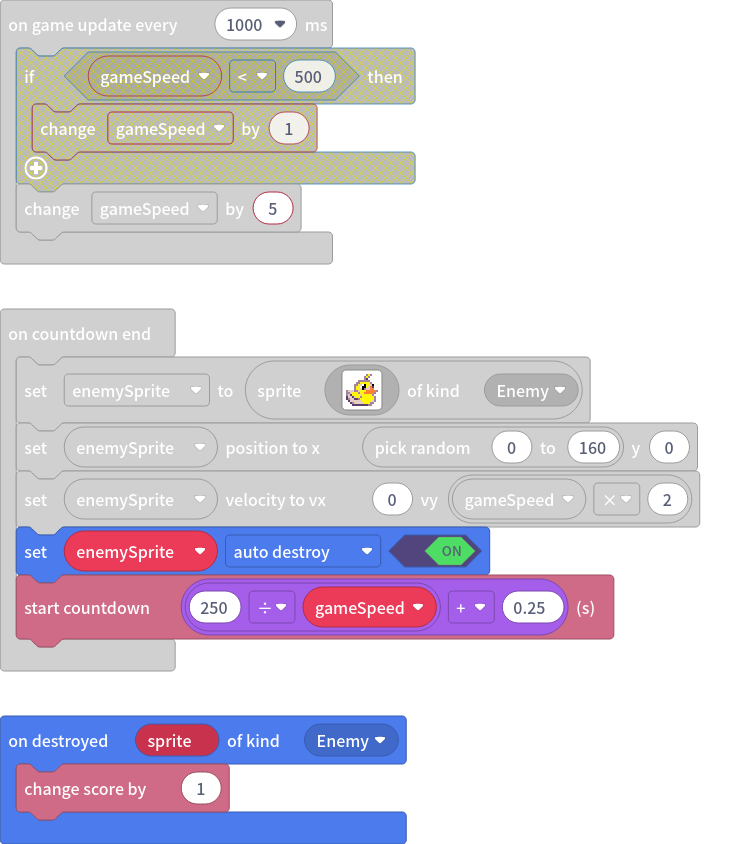 on game update every 1000 ms
if gameSpeed < 500 then
change gameSpeed by 1
change gameSpeed by 5
on countdown end
set enemySprite to sprite of kind Enemy
set enemySprite position to x pick random 0 to 160 y 0
set enemySprite velocity to vx 0 vy gameSpeed × 2
set enemySprite auto destroy ON
start countdown 250 ÷ gameSpeed + 0.25 (s)
on destroyed sprite of kind Enemy
change score by 1